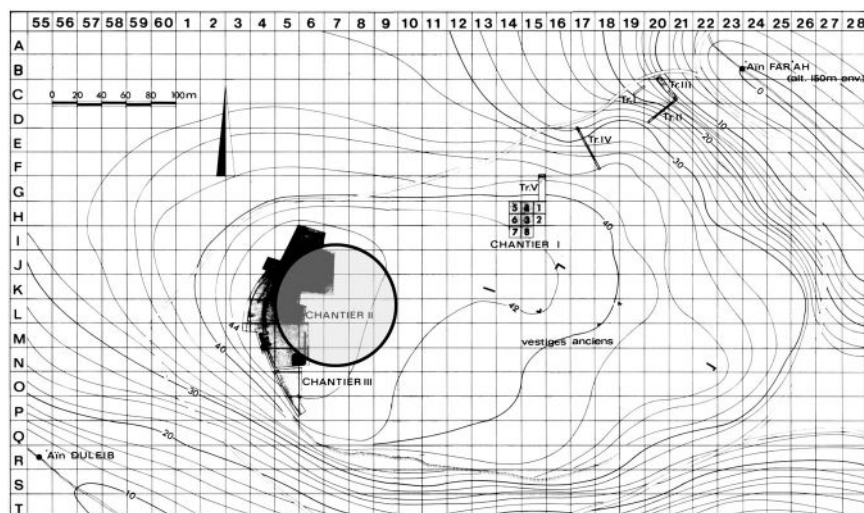 55 56 57 58 59 60 1 2 3 4 5 6 7 8 9 10 11 12 13 14 15 16 17 18 19 20 21 22 23 24 25 26 27 28
A
B
C
D
E
F
G
H
I
J
K
L
M
N
O
P
Q
R
S
T
'Aïn FAR'AH
(alt. 150m env.)
0 20 40 60 80 100m
Tr.III
Tr.I
Tr.II
Tr.IV
Tr.V
0
10
20
30
5 4 1
6 3 2
7 8
CHANTIER I
40
42
CHANTIER II
44
vestiges anciens
CHANTIER III
40
30
20
'Aïn DULEIB
10